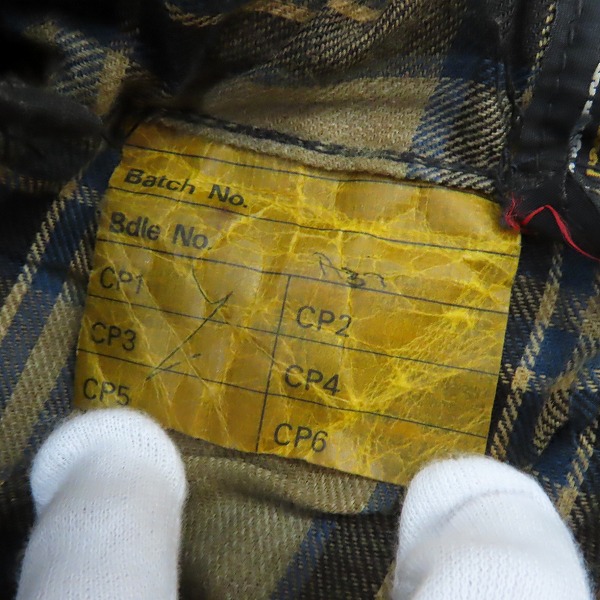 Batch No.
Bdle No.
CP1 CP2
CP3 CP4
CP5 CP6